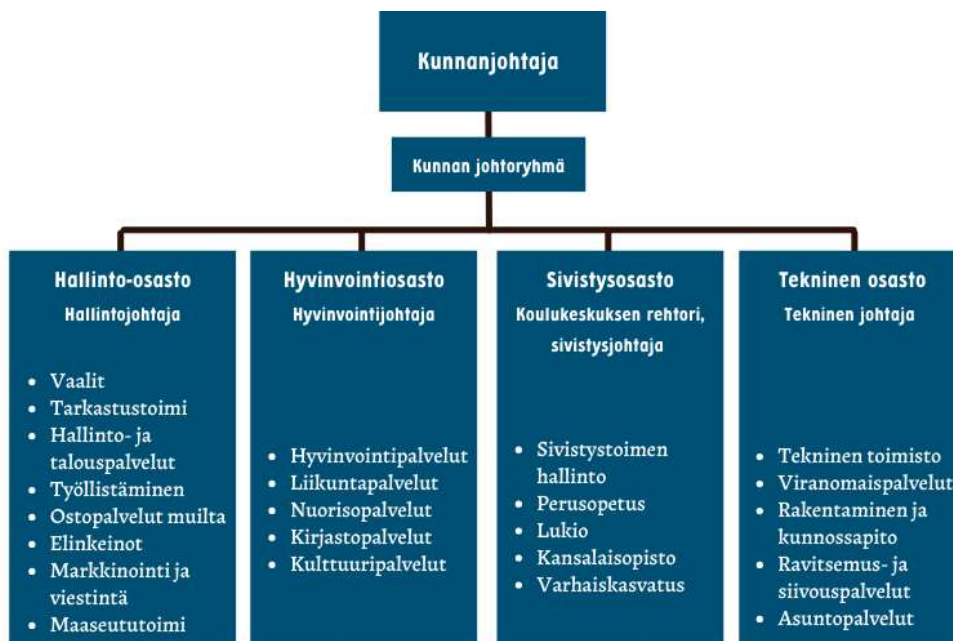 Kunnanjohtaja
Kunnan johtoryhmä
Hallinto-osasto
Hallintojohtaja
• Vaalit
• Tarkastustoimi
• Hallinto- ja
talouspalvelut
• Työllistäminen
• Ostopalvelut muilta
• Elinkeinot
• Markkinointi ja
viestintä
• Maaseututoimi
Hyvinvointiosasto
Hyvinvointijohtaja
• Hyvinvointipalvelut
• Liikuntapalvelut
• Nuorisopalvelut
• Kirjastopalvelut
• Kulttuuripalvelut
Sivistysosasto
Koulukeskuksen rehtori,
sivistysjohtaja
• Sivistystoimen
hallinto
• Perusopetus
• Lukio
• Kansalaisopisto
• Varhaiskasvatus
Tekninen osasto
Tekninen johtaja
• Tekninen toimisto
• Viranomaispalvelut
• Rakentaminen ja
kunnossapito
• Ravitsemus- ja
siivouspalvelut
• Asuntopalvelut